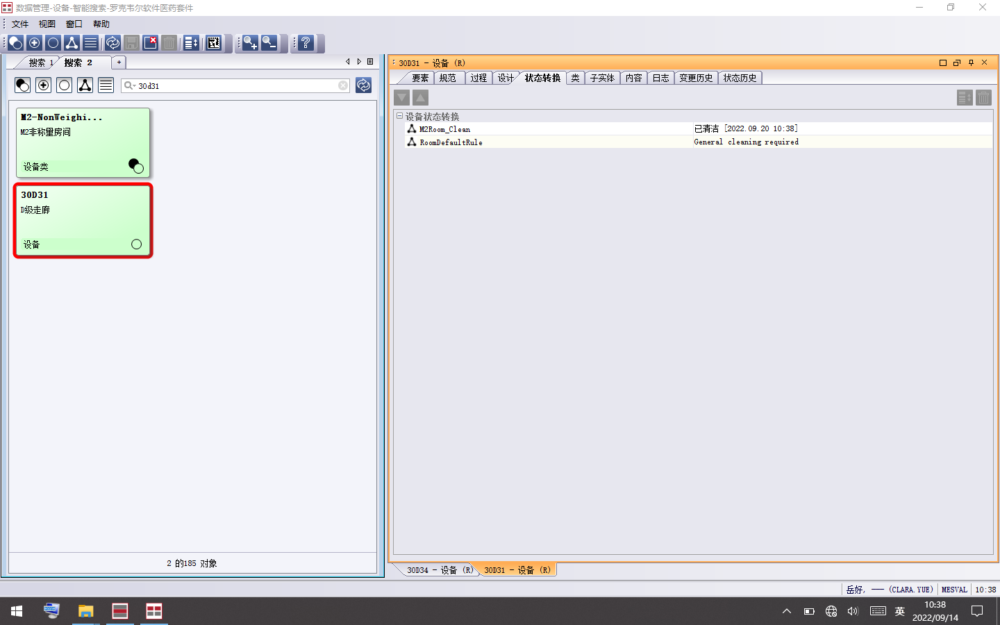 数据管理-设备-智能搜索-罗克韦尔软件医药套件
文件 视图 窗口 帮助
搜索 1 搜索 2 +
30d31
M2-NonWeighi...
M2非称量房间
设备类
30D31
D级走廊
设备
2 的185 对象
30D31 - 设备 (R)
要素 规范 过程 设计 状态转换 类 子实体 内容 日志 变更历史 状态历史
设备状态转换
M2Room_Clean 已清洁 [2022.09.20 10:38]
RoomDefaultRule General cleaning required
30D34 - 设备 (R) 30D31 - 设备 (R)
岳好, 一一 (CLARA.YUE) MESVAL 10:38
英
10:38
2022/09/14